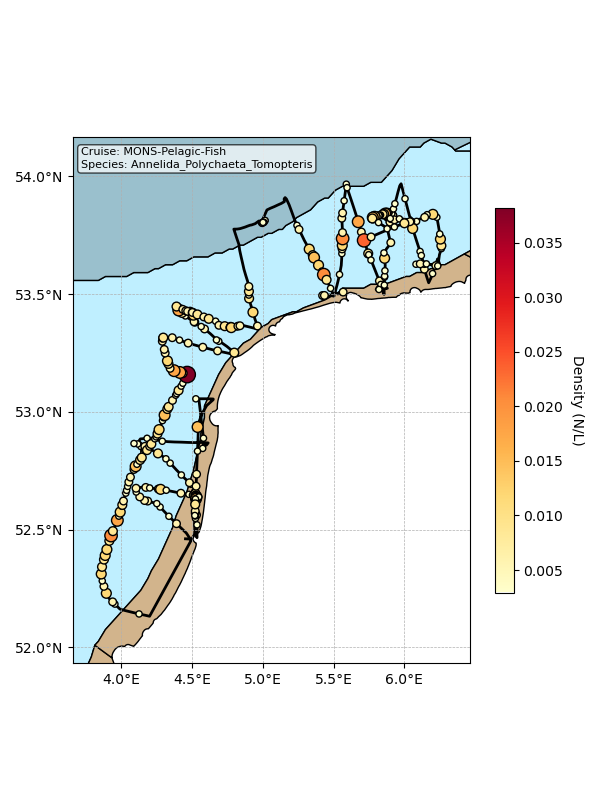 Cruise: MONS-Pelagic-Fish
Species: Annelida_Polychaeta_Tomopteris
54.0°N
53.5°N
53.0°N
52.5°N
52.0°N
4.0°E 4.5°E 5.0°E 5.5°E 6.0°E
0.035
0.030
0.025
0.020
0.015
0.010
0.005
Density (N/L)